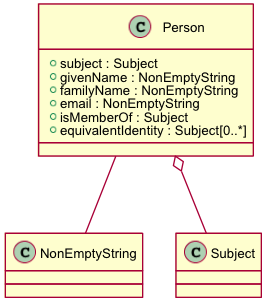 C Person
subject : Subject
givenName : NonEmptyString
familyName : NonEmptyString
email : NonEmptyString
isMemberOf : Subject
equivalentIdentity : Subject[0..*]
C NonEmptyString
C Subject